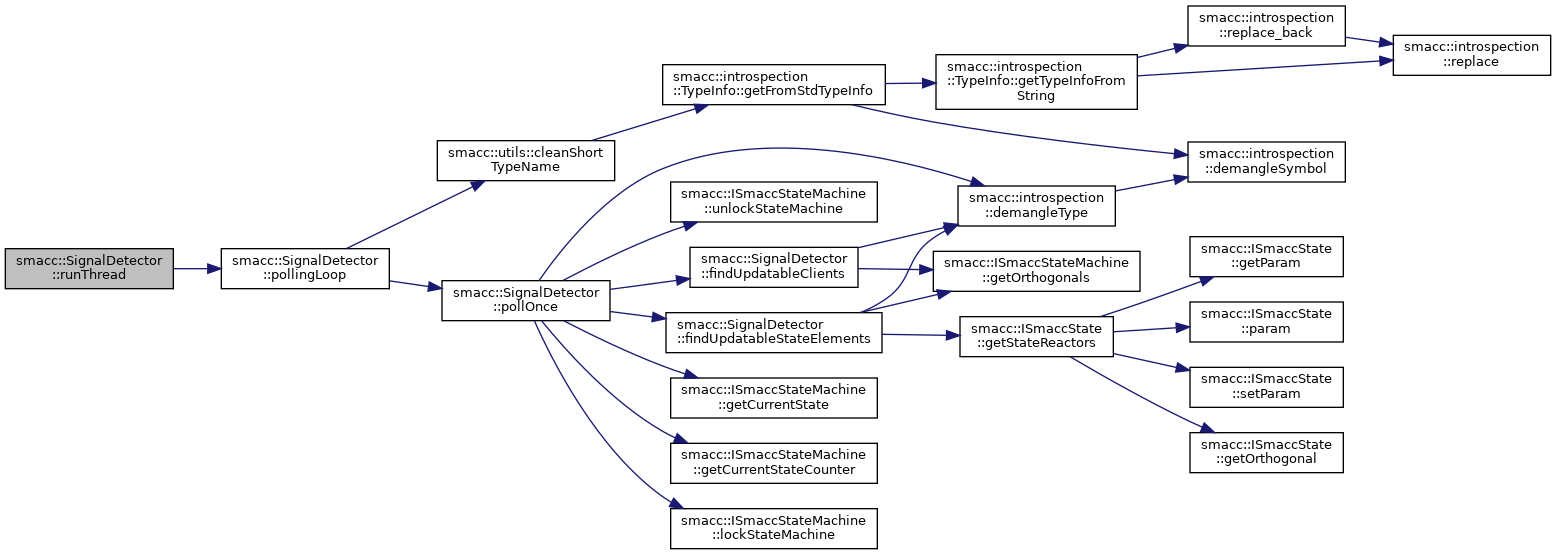 smacc::SignalDetector
::runThread
smacc::SignalDetector
::pollingLoop
smacc::utils::cleanShort
TypeName
smacc::SignalDetector
::pollOnce
smacc::introspection
::TypeInfo::getFromStdTypeInfo
smacc::ISmaccStateMachine
::unlockStateMachine
smacc::SignalDetector
::findUpdatableClients
smacc::SignalDetector
::findUpdatableStateElements
smacc::ISmaccStateMachine
::getCurrentState
smacc::ISmaccStateMachine
::getCurrentStateCounter
smacc::ISmaccStateMachine
::lockStateMachine
smacc::introspection
::TypeInfo::getTypeInfoFrom
String
smacc::introspection
::demangleType
smacc::ISmaccStateMachine
::getOrthogonals
smacc::ISmaccState
::getStateReactors
smacc::introspection
::replace_back
smacc::introspection
::replace
smacc::introspection
::demangleSymbol
smacc::ISmaccState
::getParam
smacc::ISmaccState
::param
smacc::ISmaccState
::setParam
smacc::ISmaccState
::getOrthogonal